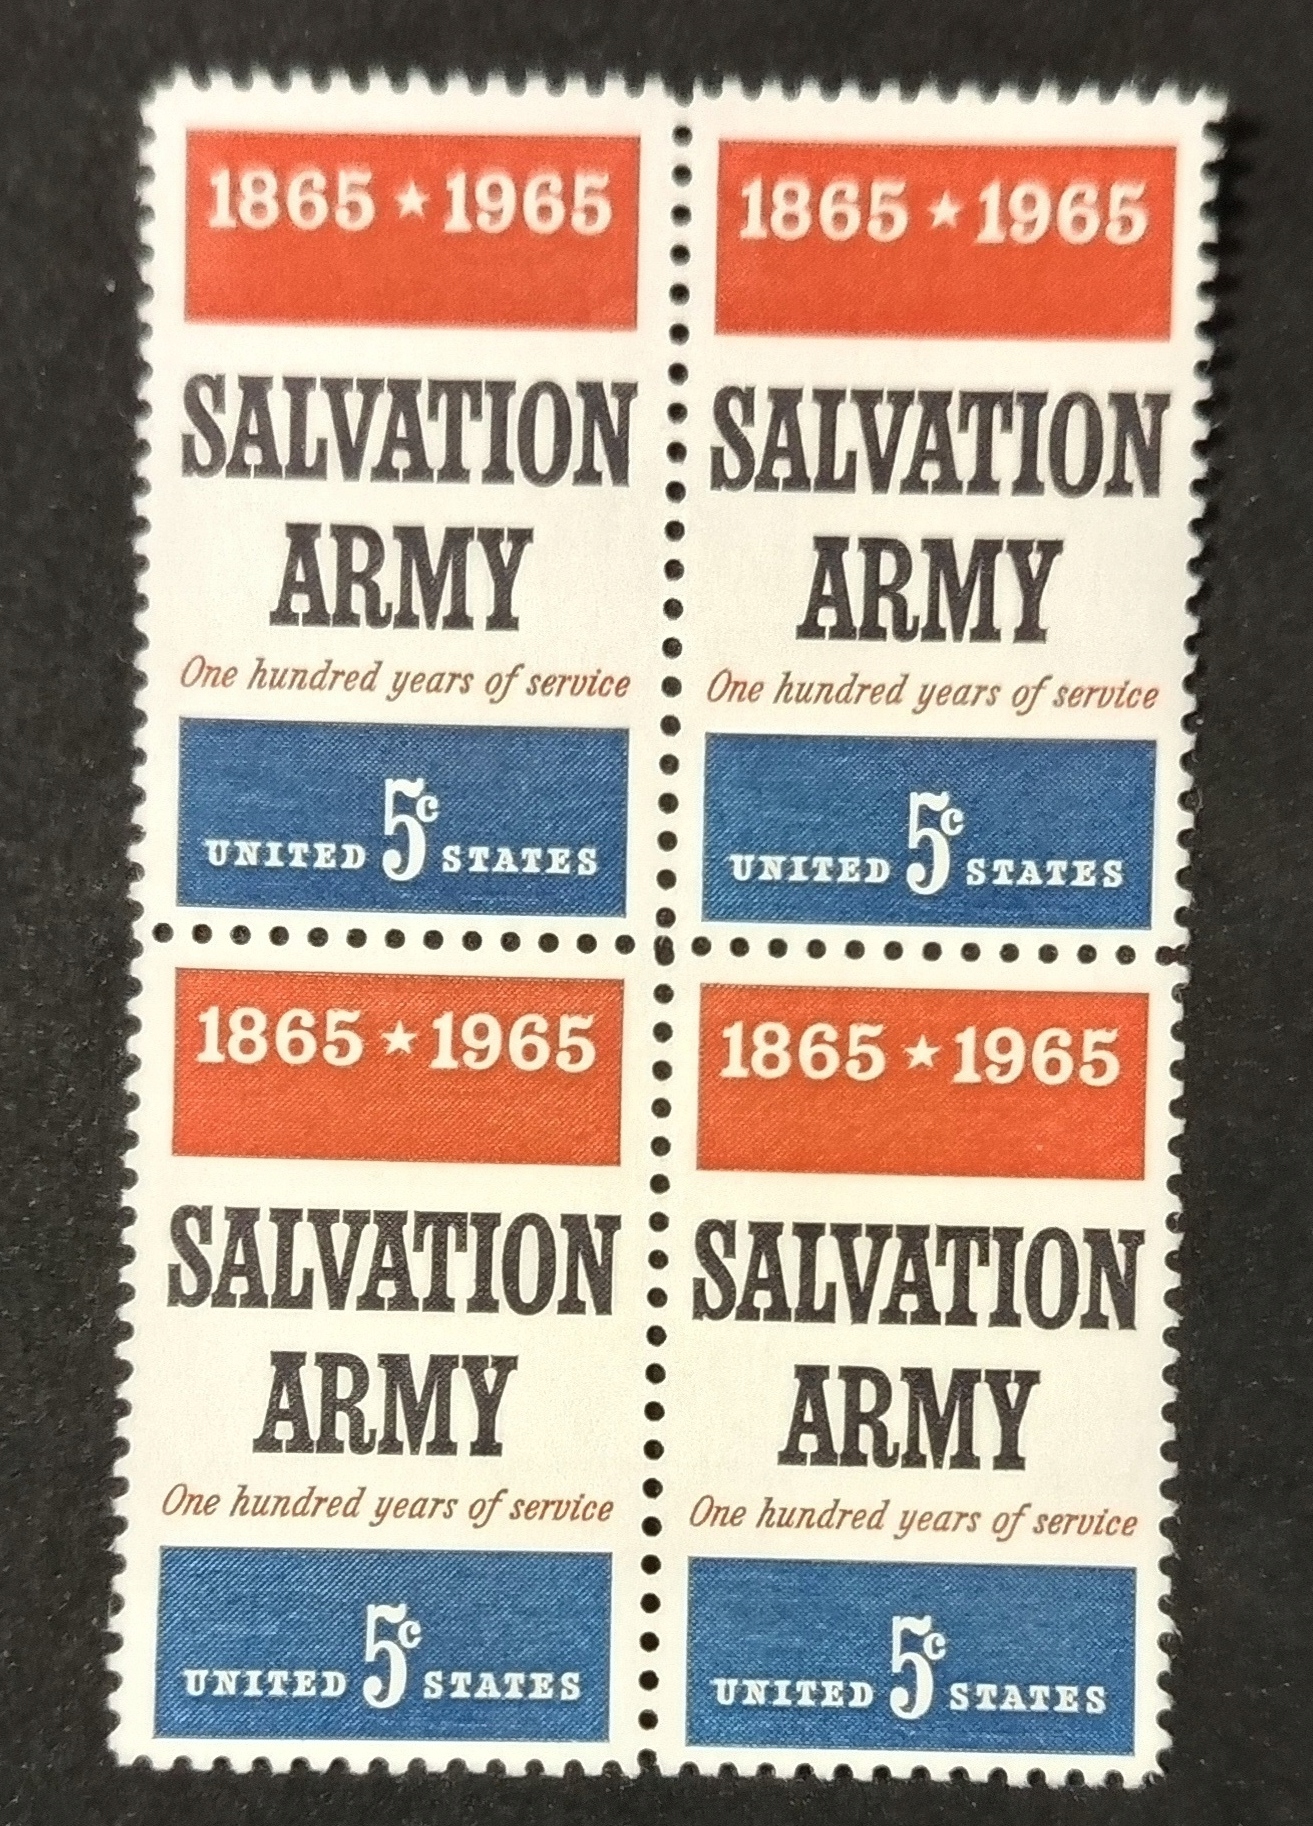 1865 ★ 1965
SALVATION
ARMY
One hundred years of service
UNITED 5c STATES
1865 ★ 1965
SALVATION
ARMY
One hundred years of service
UNITED 5c STATES
1865 ★ 1965
SALVATION
ARMY
One hundred years of service
UNITED 5c STATES
1865 ★ 1965
SALVATION
ARMY
One hundred years of service
UNITED 5c STATES